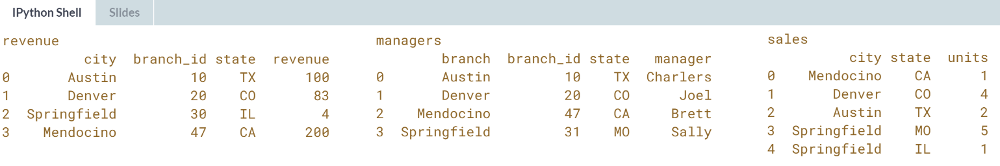 IPython Shell Slides
revenue
city branch_id state revenue
0 Austin 10 TX 100
1 Denver 20 CO 83
2 Springfield 30 IL 4
3 Mendocino 47 CA 200
managers
branch branch_id state manager
0 Austin 10 TX Charlers
1 Denver 20 CO Joel
2 Mendocino 47 CA Brett
3 Springfield 31 MO Sally
sales
city state units
0 Mendocino CA 1
1 Denver CO 4
2 Austin TX 2
3 Springfield MO 5
4 Springfield IL 1